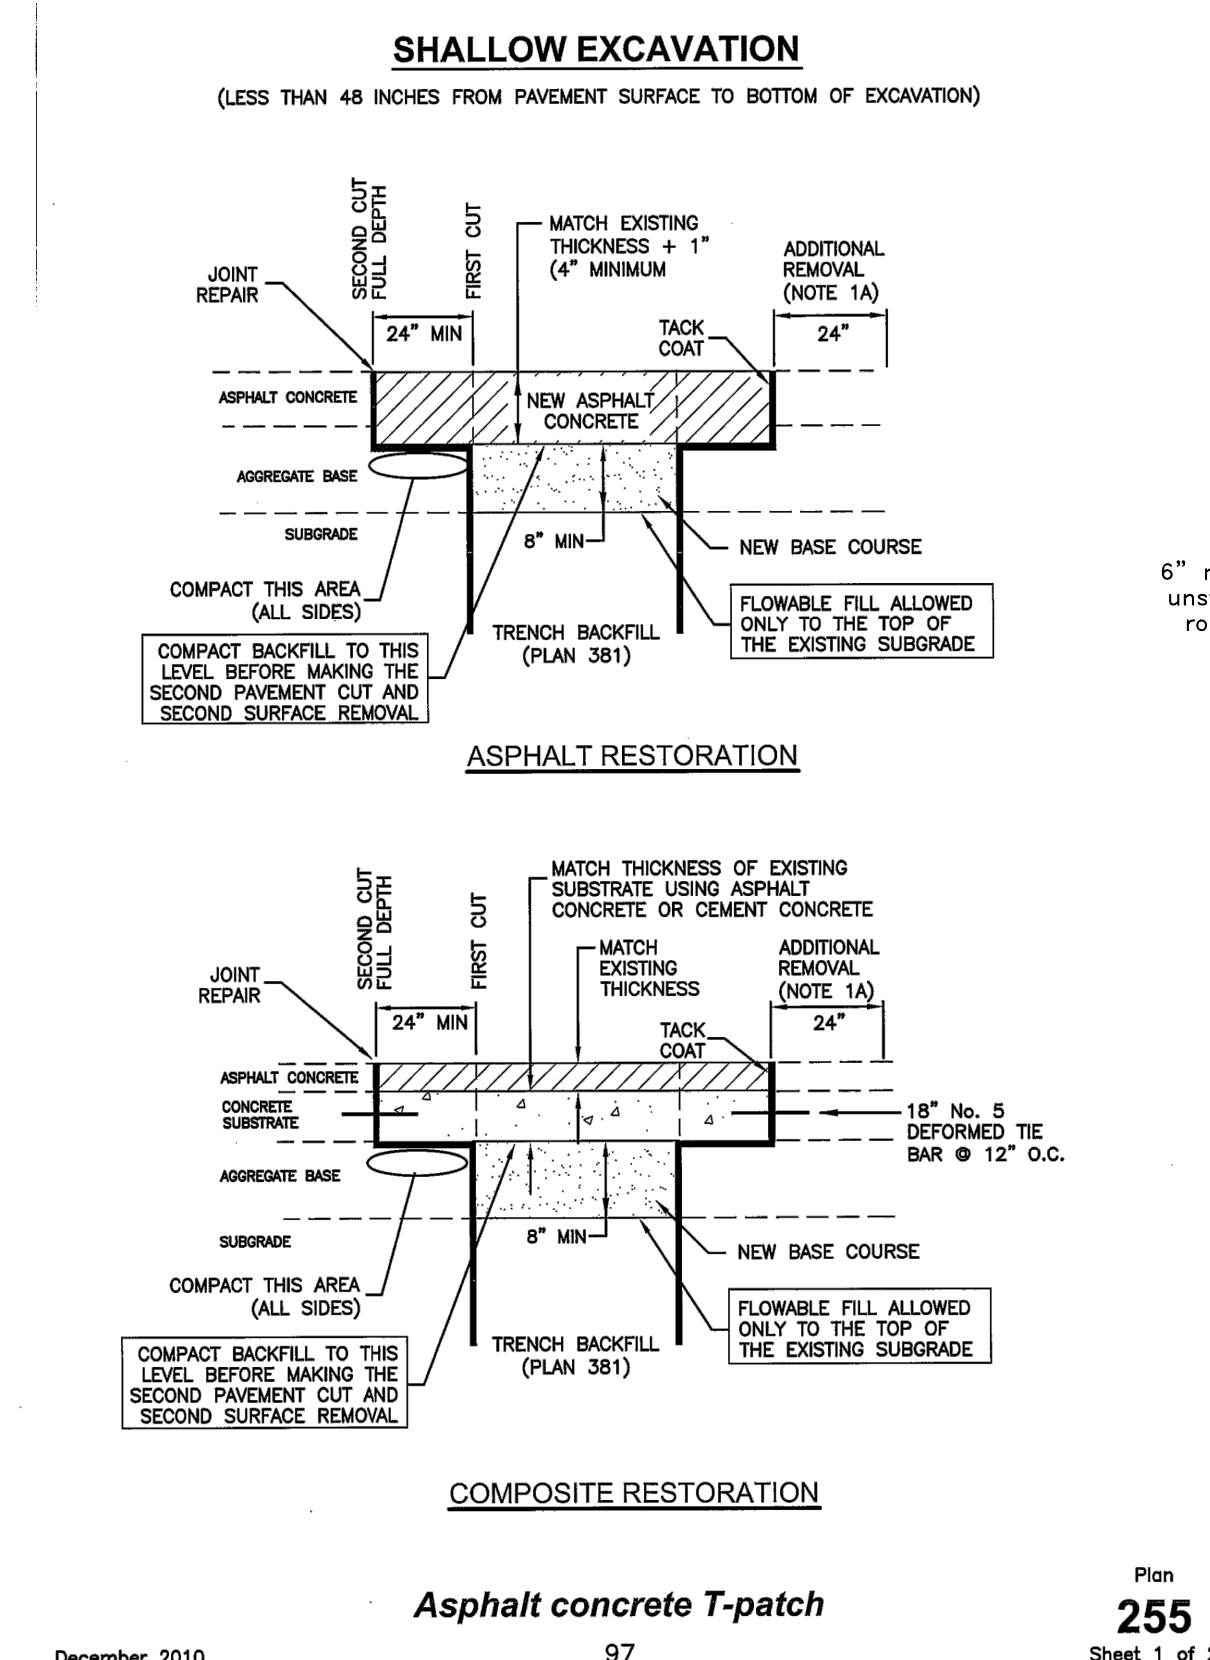 SHALLOW EXCAVATION
(LESS THAN 48 INCHES FROM PAVEMENT SURFACE TO BOTTOM OF EXCAVATION)
SECOND CUT
FULL DEPTH
FIRST CUT
MATCH EXISTING
THICKNESS + 1"
(4" MINIMUM
ADDITIONAL
REMOVAL
(NOTE 1A)
JOINT
REPAIR
24" MIN
TACK
COAT
24"
ASPHALT CONCRETE
NEW ASPHALT
CONCRETE
AGGREGATE BASE
SUBGRADE
8" MIN
NEW BASE COURSE
COMPACT THIS AREA
(ALL SIDES)
FLOWABLE FILL ALLOWED
ONLY TO THE TOP OF
THE EXISTING SUBGRADE
TRENCH BACKFILL
(PLAN 381)
COMPACT BACKFILL TO THIS
LEVEL BEFORE MAKING THE
SECOND PAVEMENT CUT AND
SECOND SURFACE REMOVAL
6"
ASPHALT RESTORATION
SECOND CUT
FULL DEPTH
FIRST CUT
MATCH THICKNESS OF EXISTING
SUBSTRATE USING ASPHALT
CONCRETE OR CEMENT CONCRETE
MATCH
EXISTING
THICKNESS
ADDITIONAL
REMOVAL
(NOTE 1A)
JOINT
REPAIR
24" MIN
TACK
COAT
24"
ASPHALT CONCRETE
CONCRETE
SUBSTRATE
18" No. 5
DEFORMED TIE
BAR @ 12" O.C.
AGGREGATE BASE
SUBGRADE
8" MIN
NEW BASE COURSE
COMPACT THIS AREA
(ALL SIDES)
FLOWABLE FILL ALLOWED
ONLY TO THE TOP OF
THE EXISTING SUBGRADE
TRENCH BACKFILL
(PLAN 381)
COMPACT BACKFILL TO THIS
LEVEL BEFORE MAKING THE
SECOND PAVEMENT CUT AND
SECOND SURFACE REMOVAL
COMPOSITE RESTORATION
Asphalt concrete T-patch
Plan
255
Sheet 1 of
December 2010
97